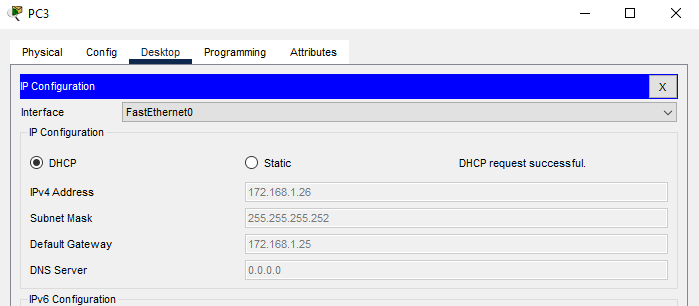 PC3
Physical Config Desktop Programming Attributes
IP Configuration X
Interface FastEthernet0
IP Configuration
DHCP Static DHCP request successful.
IPv4 Address 172.168.1.26
Subnet Mask 255.255.255.252
Default Gateway 172.168.1.25
DNS Server 0.0.0.0
IPv6 Configuration